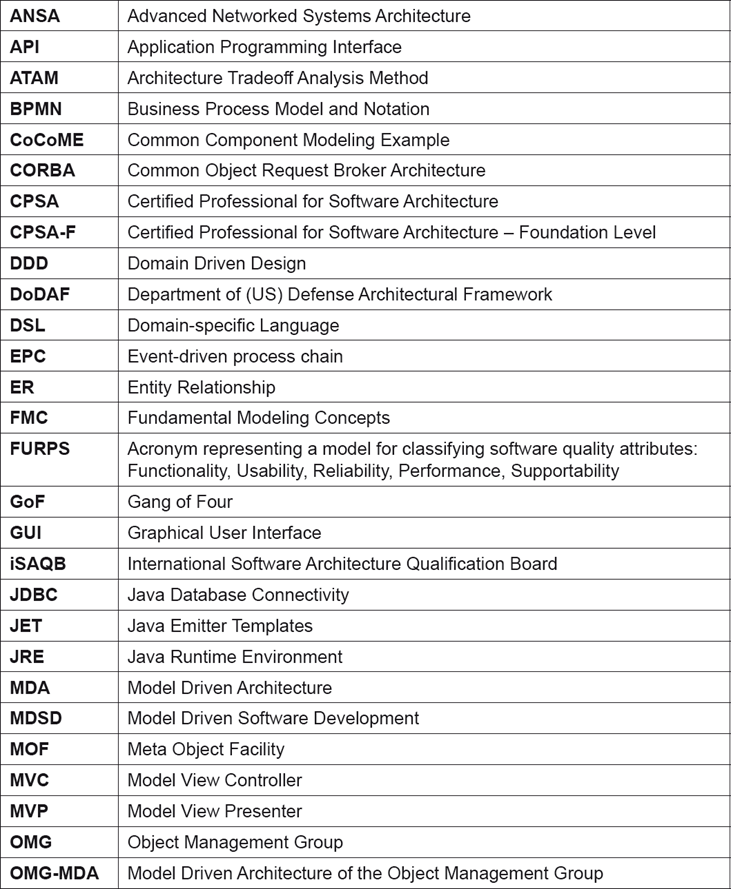 ANSA Advanced Networked Systems Architecture
API Application Programming Interface
ATAM Architecture Tradeoff Analysis Method
BPMN Business Process Model and Notation
CoCoME Common Component Modeling Example
CORBA Common Object Request Broker Architecture
CPSA Certified Professional for Software Architecture
CPSA-F Certified Professional for Software Architecture – Foundation Level
DDD Domain Driven Design
DoDAF Department of (US) Defense Architectural Framework
DSL Domain-specific Language
EPC Event-driven process chain
ER Entity Relationship
FMC Fundamental Modeling Concepts
FURPS Acronym representing a model for classifying software quality attributes:
Functionality, Usability, Reliability, Performance, Supportability
GoF Gang of Four
GUI Graphical User Interface
iSAQB International Software Architecture Qualification Board
JDBC Java Database Connectivity
JET Java Emitter Templates
JRE Java Runtime Environment
MDA Model Driven Architecture
MDSD Model Driven Software Development
MOF Meta Object Facility
MVC Model View Controller
MVP Model View Presenter
OMG Object Management Group
OMG-MDA Model Driven Architecture of the Object Management Group